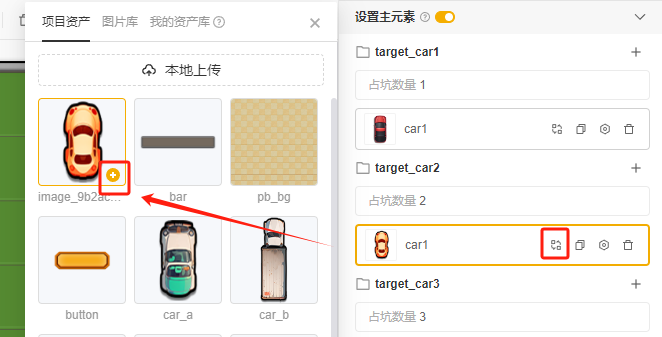 项目资产 图片库 我的资产库
本地上传
image_9b2ac...
bar
pb_bg
button
car_a
car_b
设置主元素
target_car1
占坑数量 1
car1
target_car2
占坑数量 2
car1
target_car3
占坑数量 3